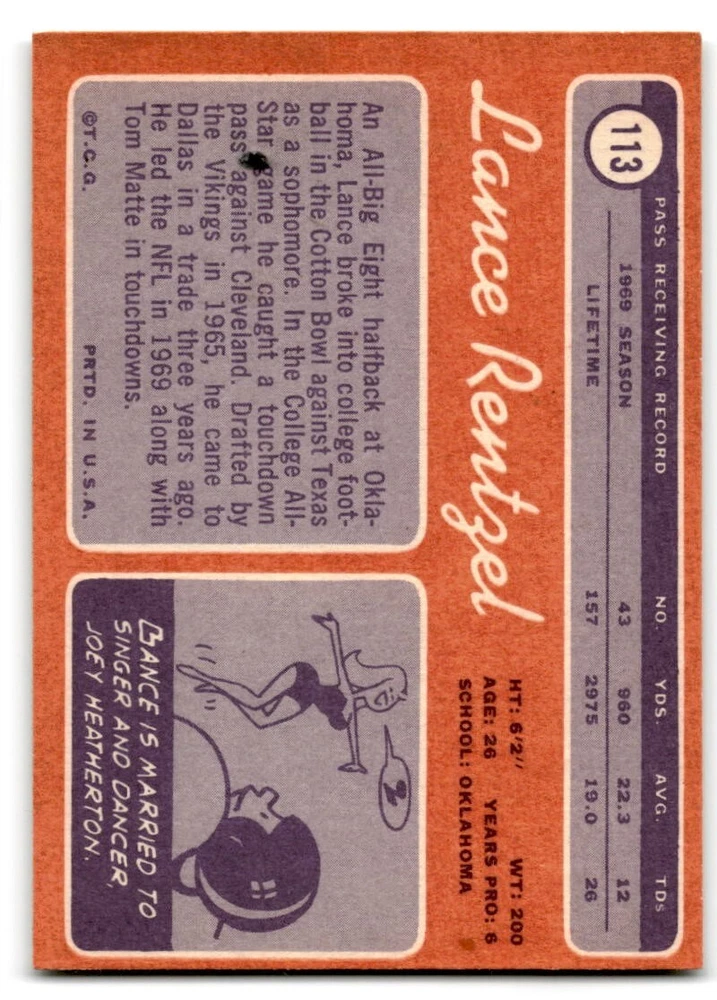 113
PASS RECEIVING RECORD NO. YDS. AVG. TDs
1969 SEASON 43 960 22.3 12
LIFETIME 157 2975 19.0 26
Lance Rentzel
HT: 6'2" WT: 200
AGE: 26 YEARS PRO: 6
SCHOOL: OKLAHOMA
An All-Big Eight halfback at Okla-
homa, Lance broke into college foot-
ball in the Cotton Bowl against Texas
as a sophomore. In the College All-
Star game he caught a touchdown
pass against Cleveland. Drafted by
the Vikings in 1965, he came to
Dallas in a trade three years ago.
He led the NFL in 1969 along with
Tom Matte in touchdowns.
©T.C.G. PRTD. IN U.S.A.
LANCE IS MARRIED TO
SINGER AND DANCER,
JOEY HEATHERTON.